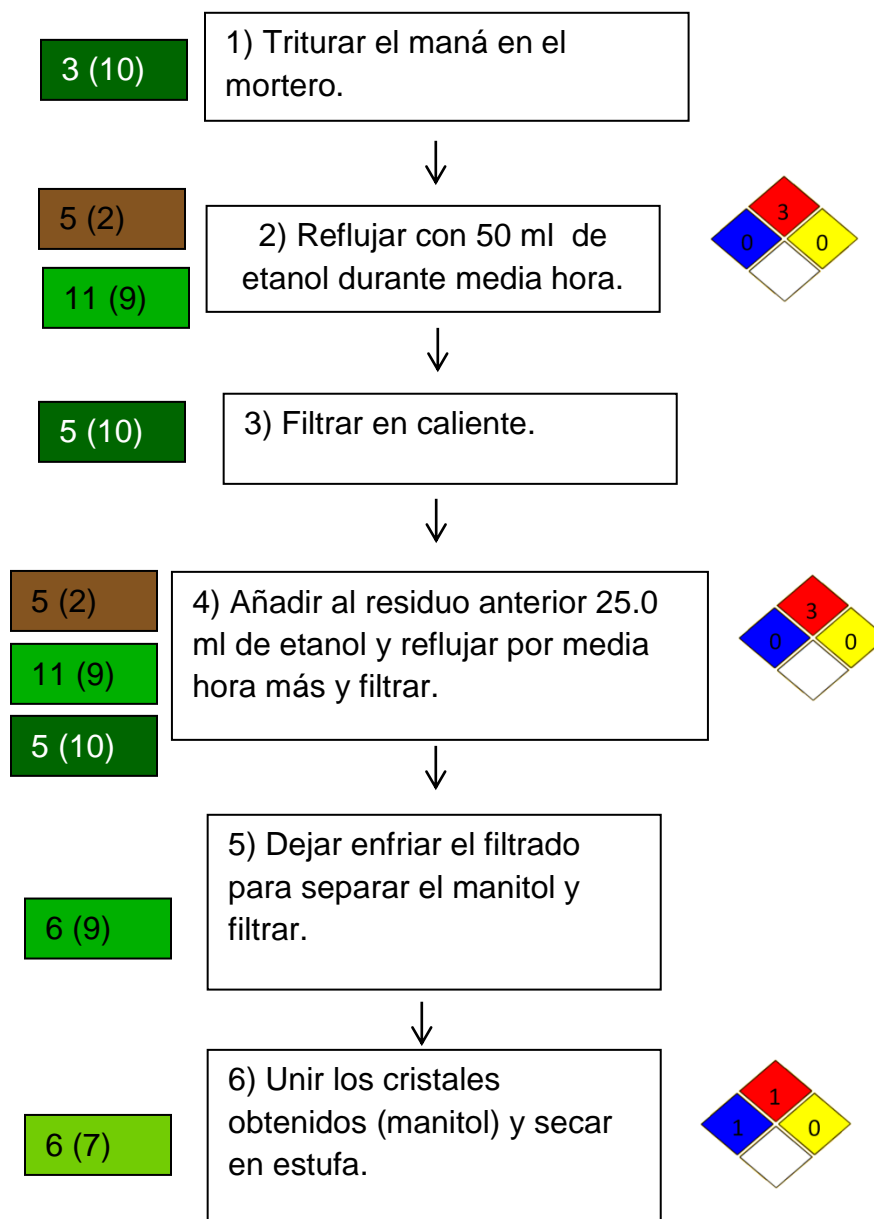 3 (10)
1) Triturar el maná en el
mortero.
5 (2)
11 (9)
2) Reflujar con 50 ml de
etanol durante media hora.
3
0
0
5 (10)
3) Filtrar en caliente.
5 (2)
11 (9)
5 (10)
4) Añadir al residuo anterior 25.0
ml de etanol y reflujar por media
hora más y filtrar.
3
0
0
6 (9)
5) Dejar enfriar el filtrado
para separar el manitol y
filtrar.
6 (7)
6) Unir los cristales
obtenidos (manitol) y secar
en estufa.
1
1
0